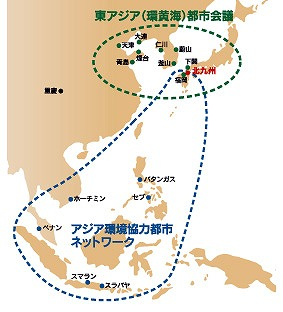 東アジア(環黄海)都市会議
大連
天津
仁川
蔚山
青島
煙台
釜山
下関
北九州
福岡
重慶
バタンガス
ホーチミン
セブ
ペナン
アジア環境協力都市
ネットワーク
スマラン
スラバヤ